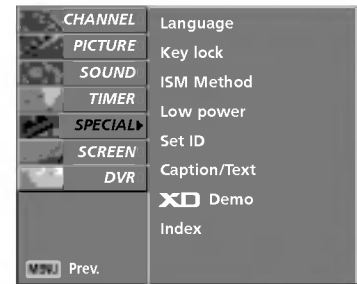 CHANNEL
PICTURE
SOUND
TIMER
SPECIAL
SCREEN
DVR
MENU Prev.
Language
Key lock
ISM Method
Low power
Set ID
Caption/Text
XD Demo
Index